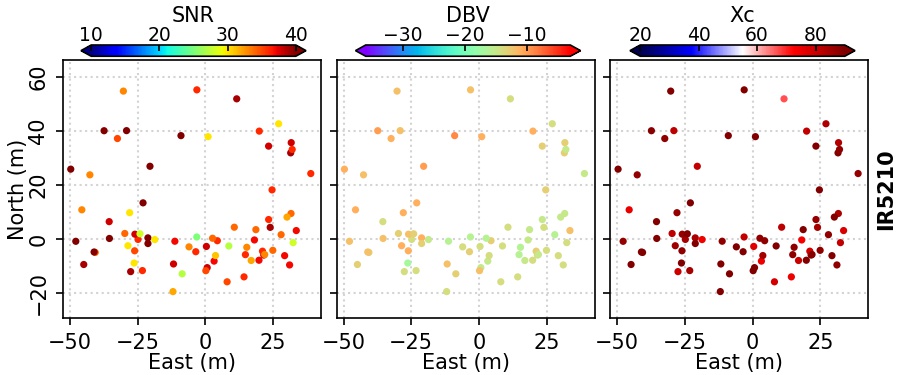 SNR DBV Xc
10 20 30 40 −30 −20 −10 20 40 60 80
60
40
20
0
−20
North (m)
IR5210
−50 −25 0 25 −50 −25 0 25 −50 −25 0 25
East (m) East (m) East (m)